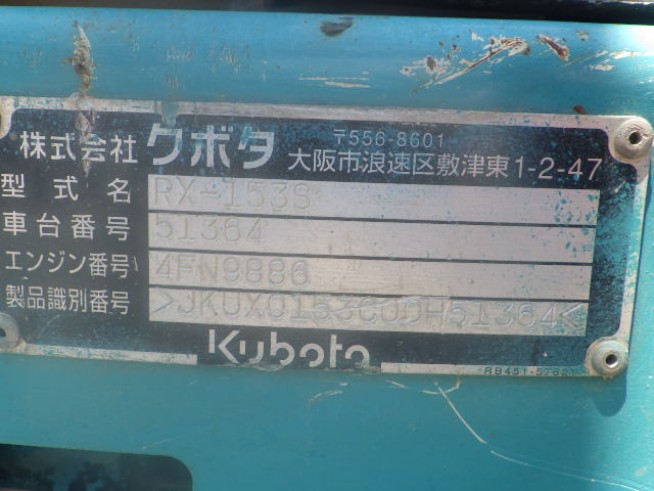 株式会社 クボタ 〒556-8601
大阪市浪速区敷津東1-2-47
型式名 RX-153S
車台番号 51364
エンジン番号 4FN9886
製品識別番号 >JKUX0153C00H51364<
Kubota